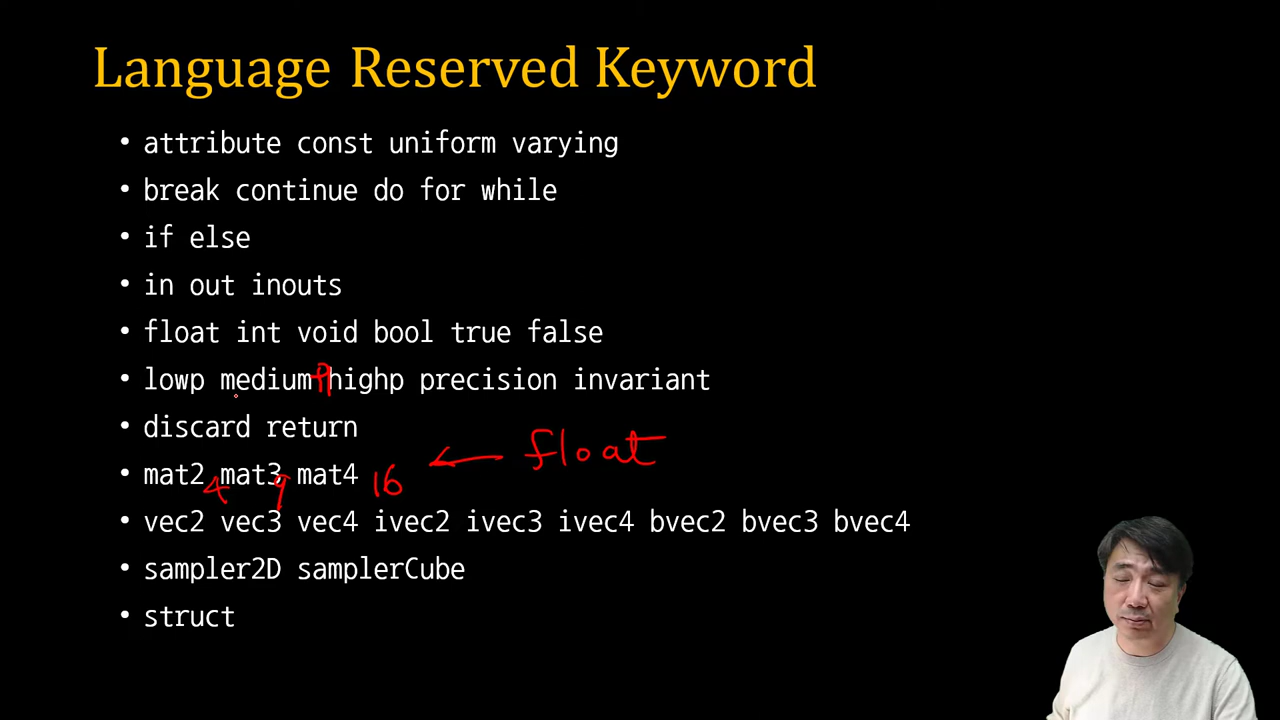 Language Reserved Keyword
• attribute const uniform varying
• break continue do for while
• if else
• in out inouts
• float int void bool true false
• lowp medium p highp precision invariant
• discard return
← float
• mat2 mat3 mat4
4 9 16
• vec2 vec3 vec4 ivec2 ivec3 ivec4 bvec2 bvec3 bvec4
• sampler2D samplerCube
• struct